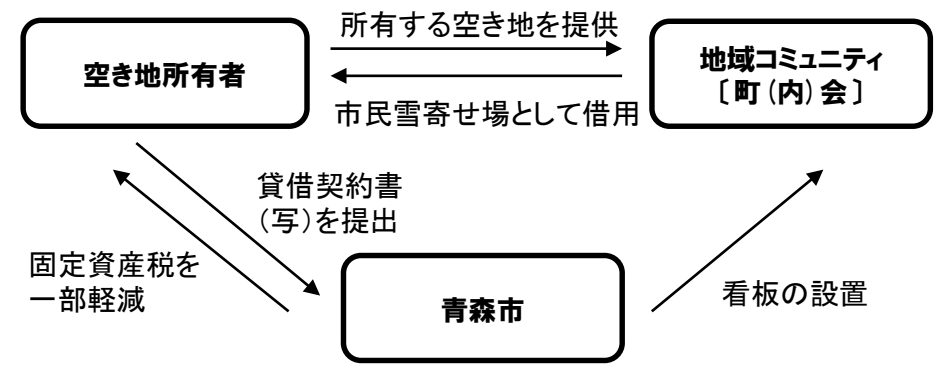 所有する空き地を提供
空き地所有者
地域コミュニティ
［町(内)会］
市民雪寄せ場として借用
貸借契約書
（写）を提出
固定資産税を
一部軽減
青森市
看板の設置